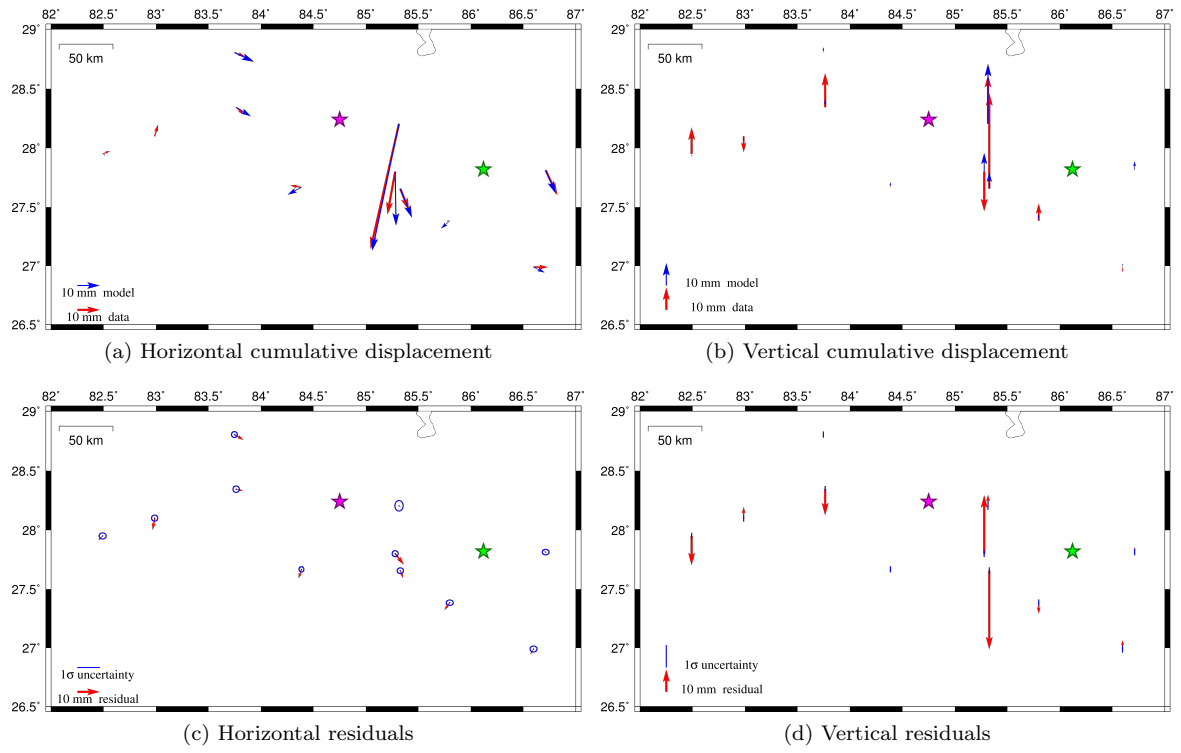 82˚ 82.5˚ 83˚ 83.5˚ 84˚ 84.5˚ 85˚ 85.5˚ 86˚ 86.5˚ 87˚
29˚
50 km
28.5˚
28˚
27.5˚
27˚
10 mm model
10 mm data
26.5˚
(a) Horizontal cumulative displacement
82˚ 82.5˚ 83˚ 83.5˚ 84˚ 84.5˚ 85˚ 85.5˚ 86˚ 86.5˚ 87˚
29˚
50 km
28.5˚
28˚
27.5˚
27˚
10 mm model
10 mm data
26.5˚
(b) Vertical cumulative displacement
82˚ 82.5˚ 83˚ 83.5˚ 84˚ 84.5˚ 85˚ 85.5˚ 86˚ 86.5˚ 87˚
29˚
50 km
28.5˚
28˚
27.5˚
27˚
1σ uncertainty
10 mm residual
26.5˚
(c) Horizontal residuals
82˚ 82.5˚ 83˚ 83.5˚ 84˚ 84.5˚ 85˚ 85.5˚ 86˚ 86.5˚ 87˚
29˚
50 km
28.5˚
28˚
27.5˚
27˚
1σ uncertainty
10 mm residual
26.5˚
(d) Vertical residuals